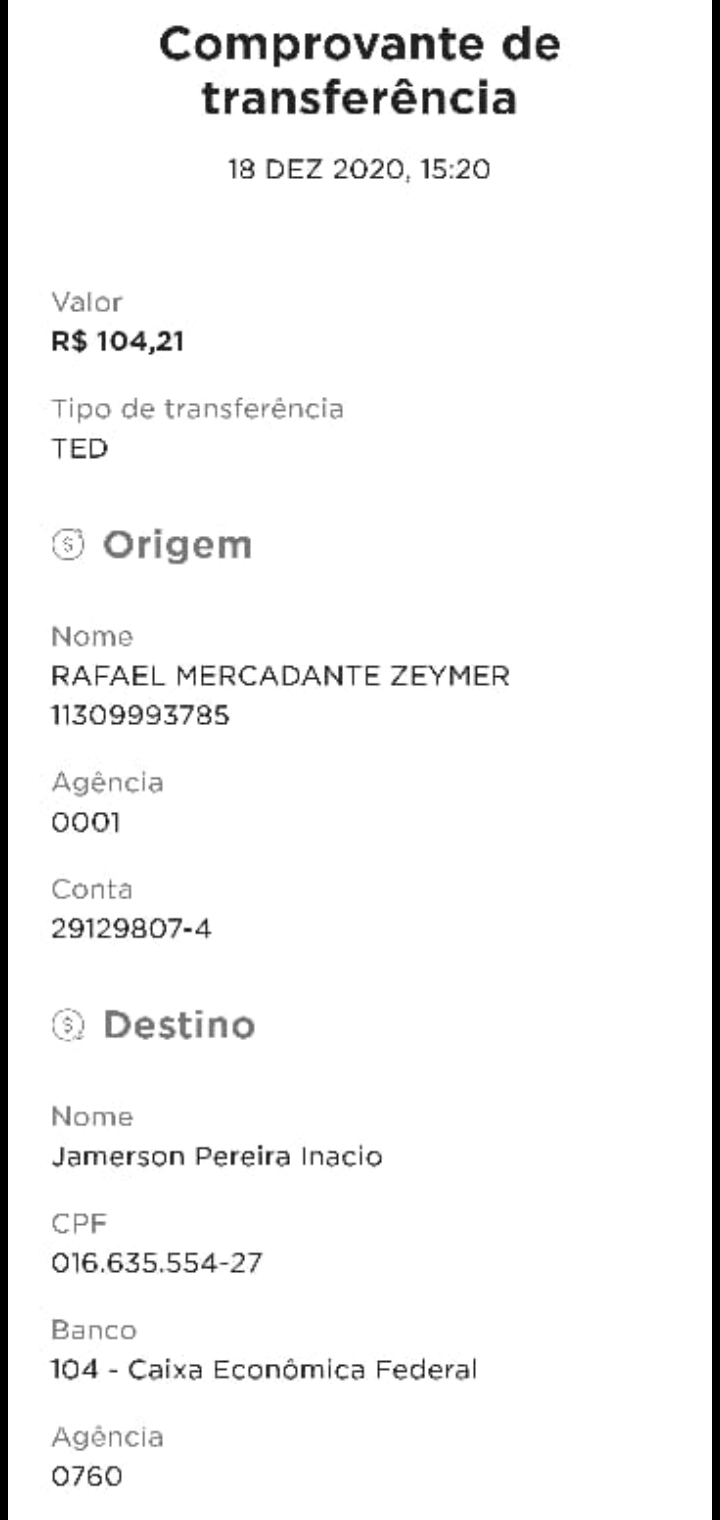 Comprovante de
transferência
18 DEZ 2020, 15:20
Valor
R$ 104,21
Tipo de transferência
TED
Origem
Nome
RAFAEL MERCADANTE ZEYMER
11309993785
Agência
0001
Conta
29129807-4
Destino
Nome
Jamerson Pereira Inacio
CPF
016.635.554-27
Banco
104 - Caixa Econômica Federal
Agência
0760